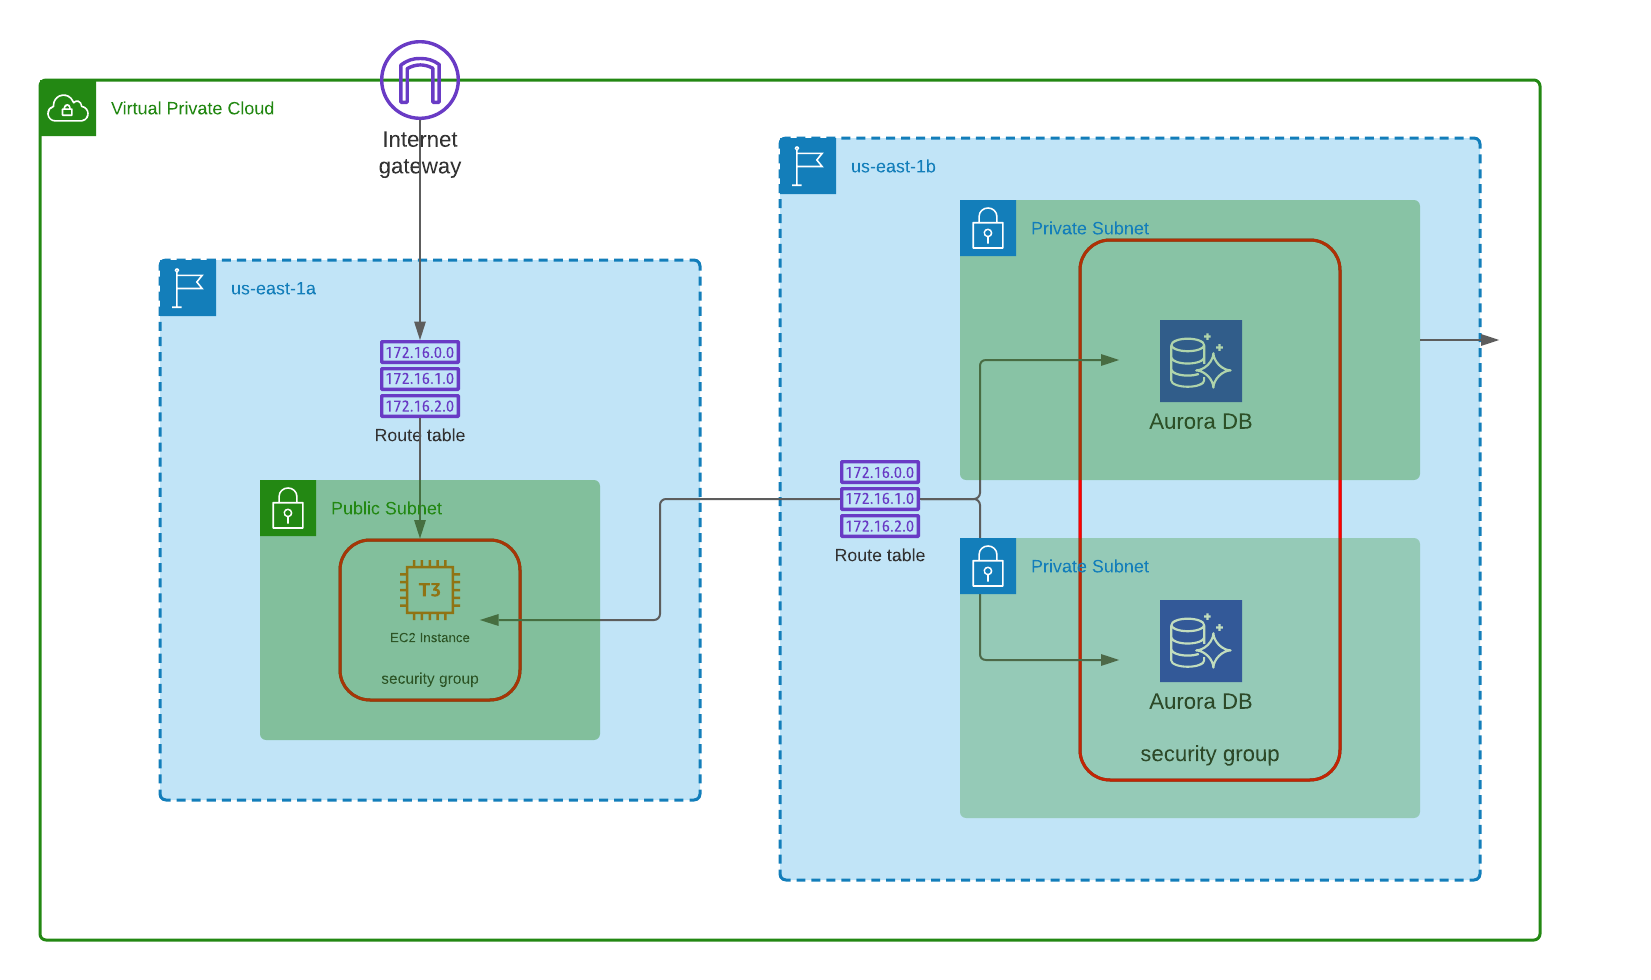 Virtual Private Cloud
Internet
gateway
us-east-1a
172.16.0.0
172.16.1.0
172.16.2.0
Route table
Public Subnet
T3
EC2 Instance
security group
us-east-1b
Private Subnet
Aurora DB
172.16.0.0
172.16.1.0
172.16.2.0
Route table
Private Subnet
Aurora DB
security group